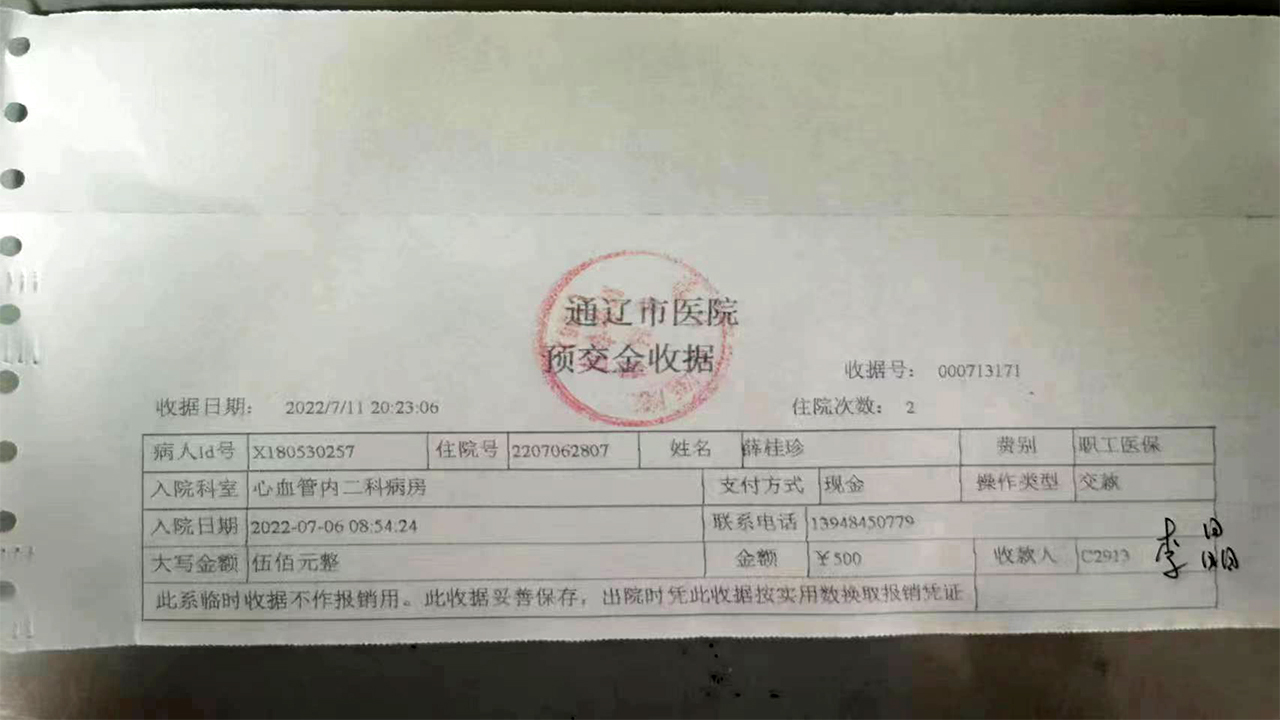 通辽市医院
预交金收据
收据号： 000713171
收据日期： 2022/7/11 20:23:06 住院次数： 2
病人id号 X180530257 住院号 2207062807 姓名 薛桂珍 费别 职工医保
入院科室 心血管内二科病房 支付方式 现金 操作类型 交款
入院日期 2022-07-06 08:54:24 联系电话 13948450779
大写金额 伍佰元整 金额 ￥500 收款人 C2913 李晶
此系临时收据不作报销用。此收据妥善保存，出院时凭此收据按实用数换取报销凭证